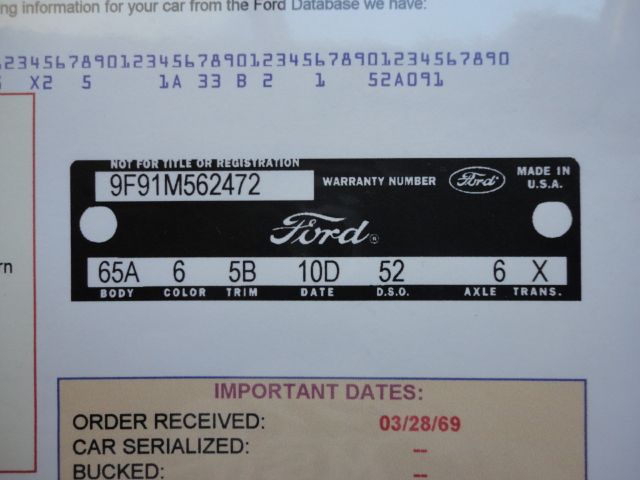 ng information for your car from the Ford Database we have:
234567890123456789012345678901234567890
X2 5 1A 33 B 2 1 52A091
NOT FOR TITLE OR REGISTRATION
9F91M562472 WARRANTY NUMBER Ford MADE IN U.S.A.
Ford®
65A 6 5B 10D 52 6 X
BODY COLOR TRIM DATE D.S.O. AXLE TRANS.
rn
IMPORTANT DATES:
ORDER RECEIVED: 03/28/69
CAR SERIALIZED: --
BUCKED: --